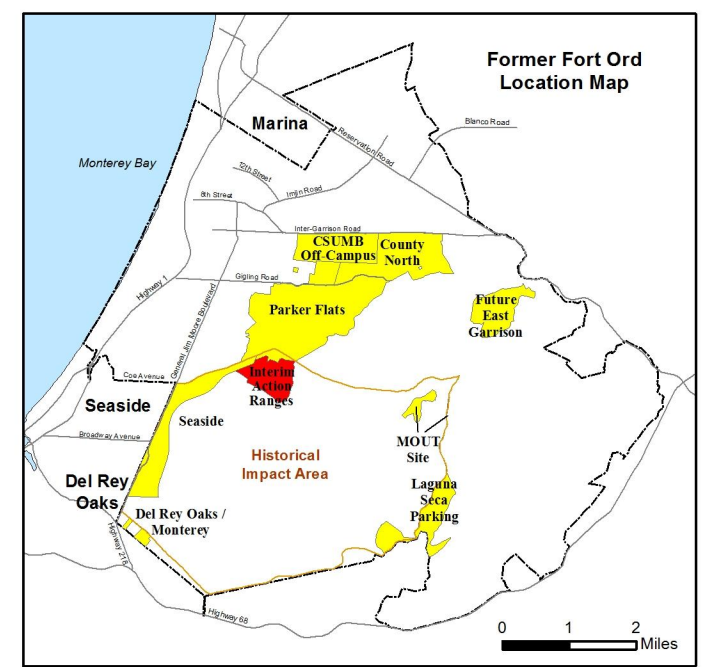 Former Fort Ord
Location Map
Marina
Blanco Road
Reservation Road
Monterey Bay
12th Street
Imjin Road
8th Street
Inter-Garrison Road
CSUMB
Off-Campus
County
North
Gigling Road
Highway 1
General Jim Moore Boulevard
Parker Flats
Future
East
Garrison
Coe Avenue
Interim
Action
Ranges
Seaside
Seaside
Broadway Avenue
MOUT
Site
Historical
Impact Area
Del Rey
Oaks
Laguna
Seca
Parking
Del Rey Oaks /
Monterey
Highway 218
Highway 68
0 1 2
Miles